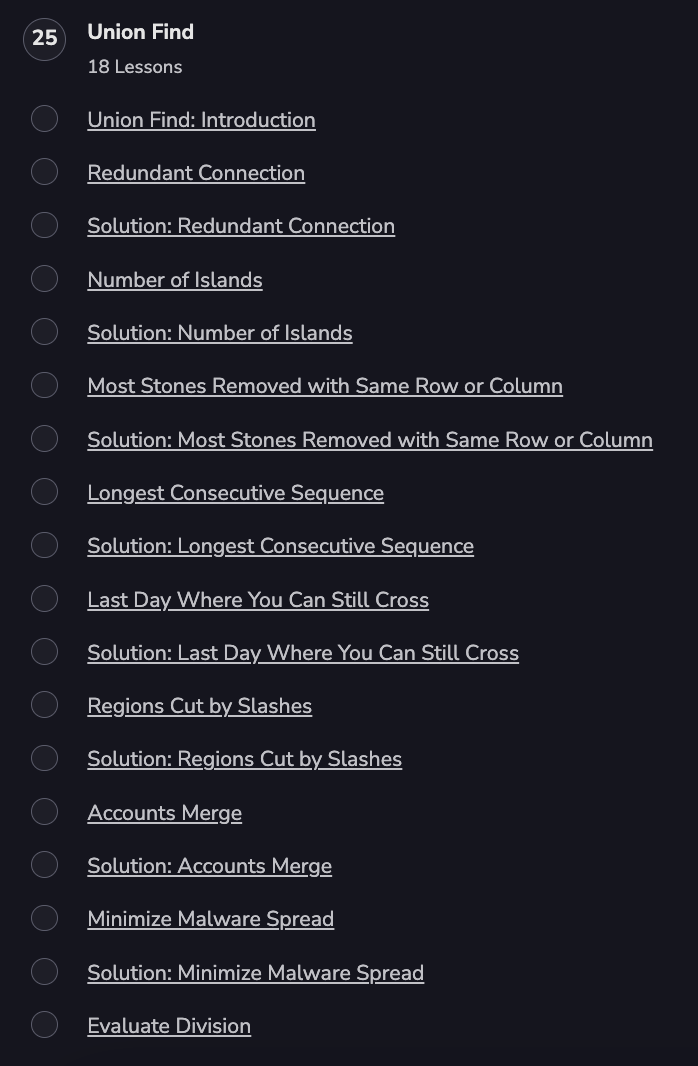 25
Union Find
18 Lessons
Union Find: Introduction
Redundant Connection
Solution: Redundant Connection
Number of Islands
Solution: Number of Islands
Most Stones Removed with Same Row or Column
Solution: Most Stones Removed with Same Row or Column
Longest Consecutive Sequence
Solution: Longest Consecutive Sequence
Last Day Where You Can Still Cross
Solution: Last Day Where You Can Still Cross
Regions Cut by Slashes
Solution: Regions Cut by Slashes
Accounts Merge
Solution: Accounts Merge
Minimize Malware Spread
Solution: Minimize Malware Spread
Evaluate Division